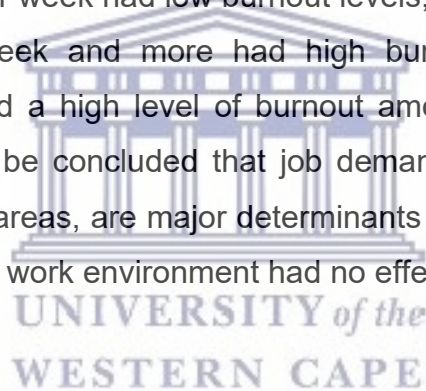 r week had low burnout levels,
eek and more had high bur
d a high level of burnout amo
be concluded that job deman
areas, are major determinants
work environment had no effe
UNIVERSITY of the
WESTERN CAPE